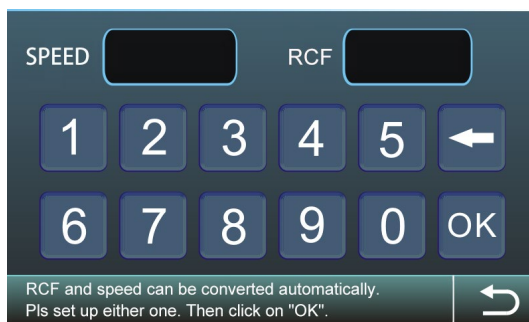 SPEED RCF
1 2 3 4 5
6 7 8 9 0 OK
RCF and speed can be converted automatically.
Pls set up either one. Then click on "OK".